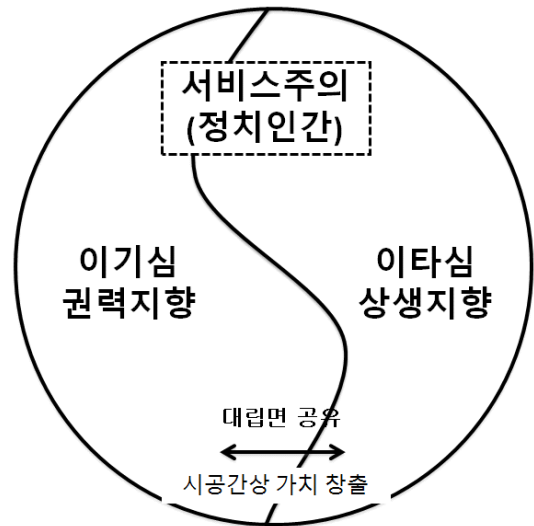 서비스주의
(정치인간)
이기심
권력지향
이타심
상생지향
대립면 공유
시공간상 가치 창출